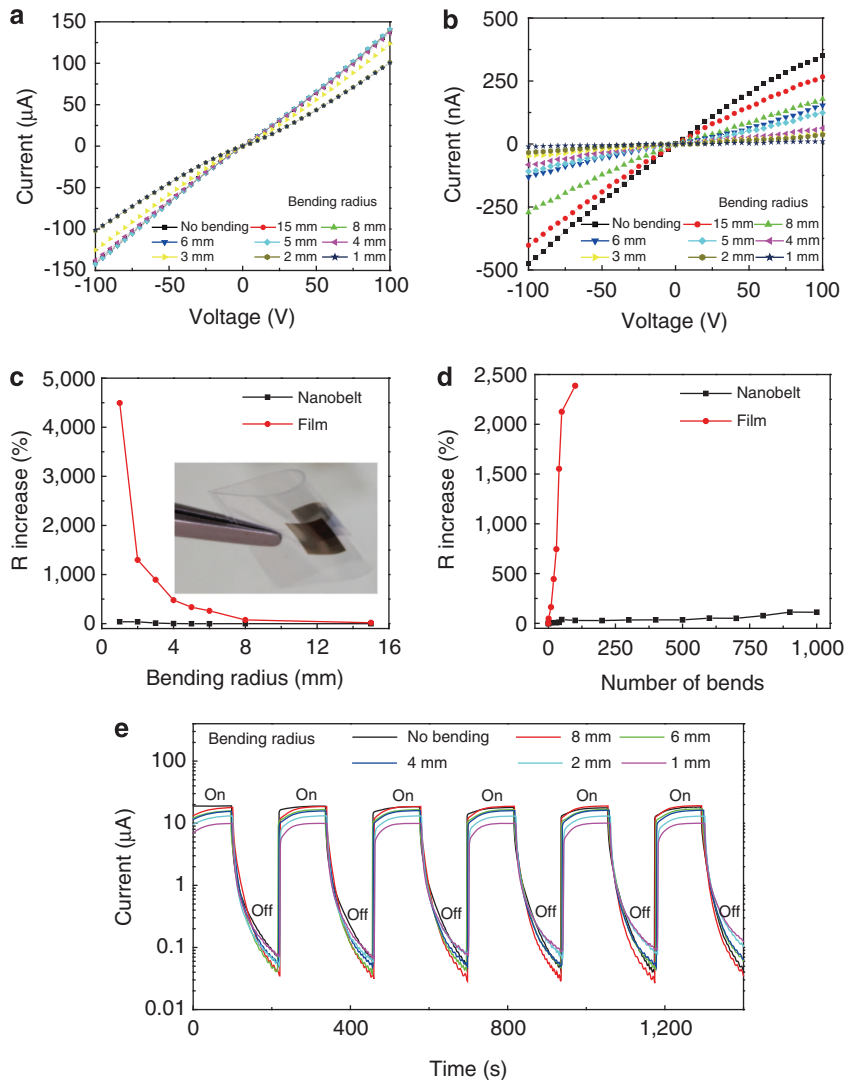 a
150
100
50
0
-50
-100
-150
Current (μA)
Bending radius
No bending 15 mm 8 mm
6 mm 5 mm 4 mm
3 mm 2 mm 1 mm
-100 -50 0 50 100
Voltage (V)
b
500
250
0
-250
-500
Current (nA)
Bending radius
No bending 15 mm 8 mm
6 mm 5 mm 4 mm
3 mm 2 mm 1 mm
-100 -50 0 50 100
Voltage (V)
c
5,000
4,000
3,000
2,000
1,000
0
R increase (%)
Nanobelt
Film
0 4 8 12 16
Bending radius (mm)
d
2,500
2,000
1,500
1,000
500
0
R increase (%)
Nanobelt
Film
0 250 500 750 1,000
Number of bends
e
100
10
1
0.1
0.01
Current (μA)
Bending radius No bending 8 mm 6 mm
4 mm 2 mm 1 mm
On On On On On On
Off Off Off Off Off Off
0 400 800 1,200
Time (s)